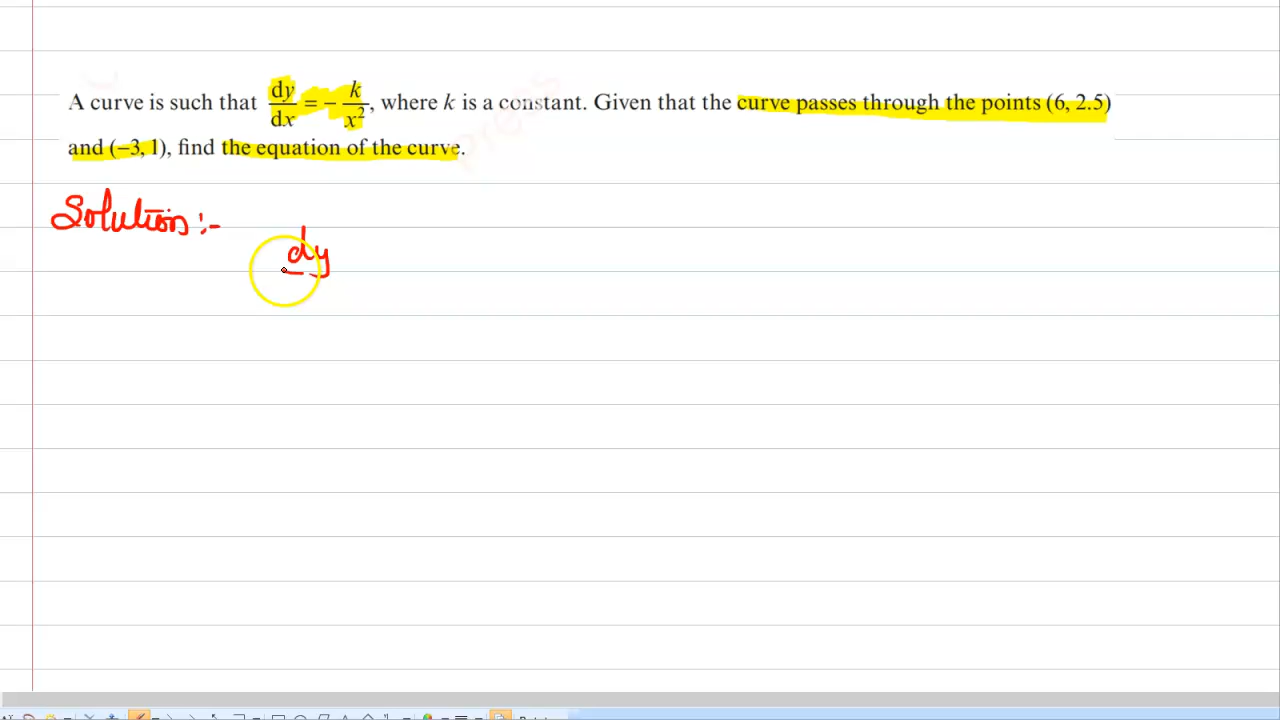 A curve is such that dy/dx = − k/x², where k is a constant. Given that the curve passes through the points (6, 2.5)
and (−3, 1), find the equation of the curve.
Solution :-
dy